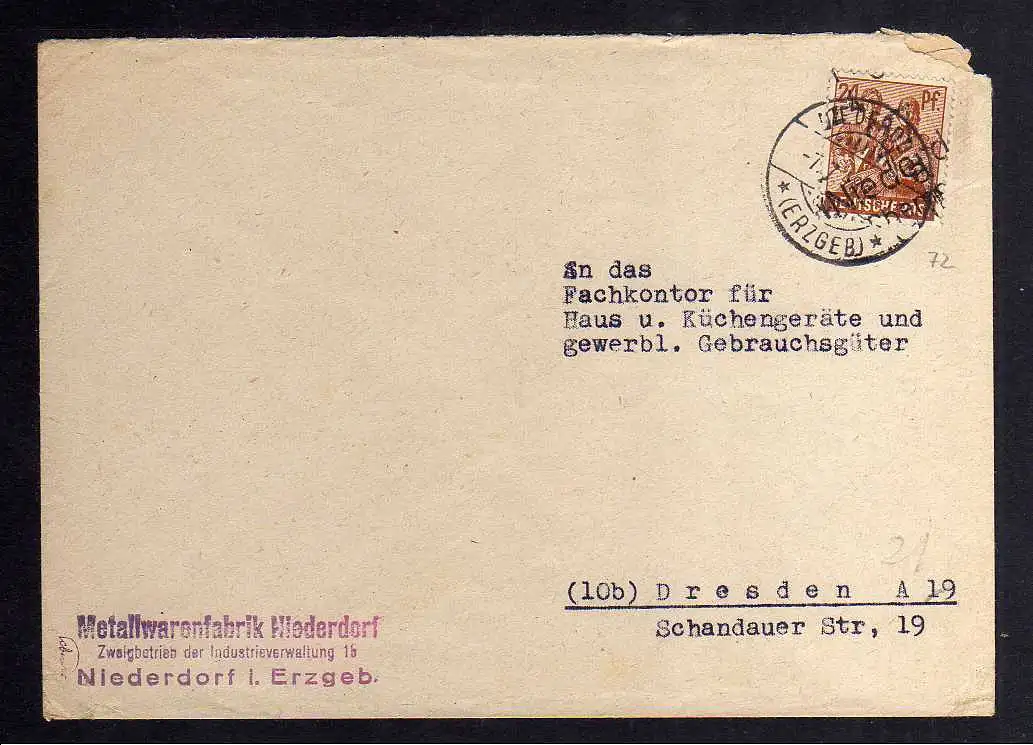 24 Pf.
(ERZGEB)
72
An das
Fachkontor für
Haus u. Küchengeräte und
gewerbl. Gebrauchsgüter
21
(10b) Dresden A 19
Schandauer Str, 19
Metallwarenfabrik Niederdorf
Zweigbetrieb der Industrieverwaltung 15
Niederdorf i. Erzgeb.